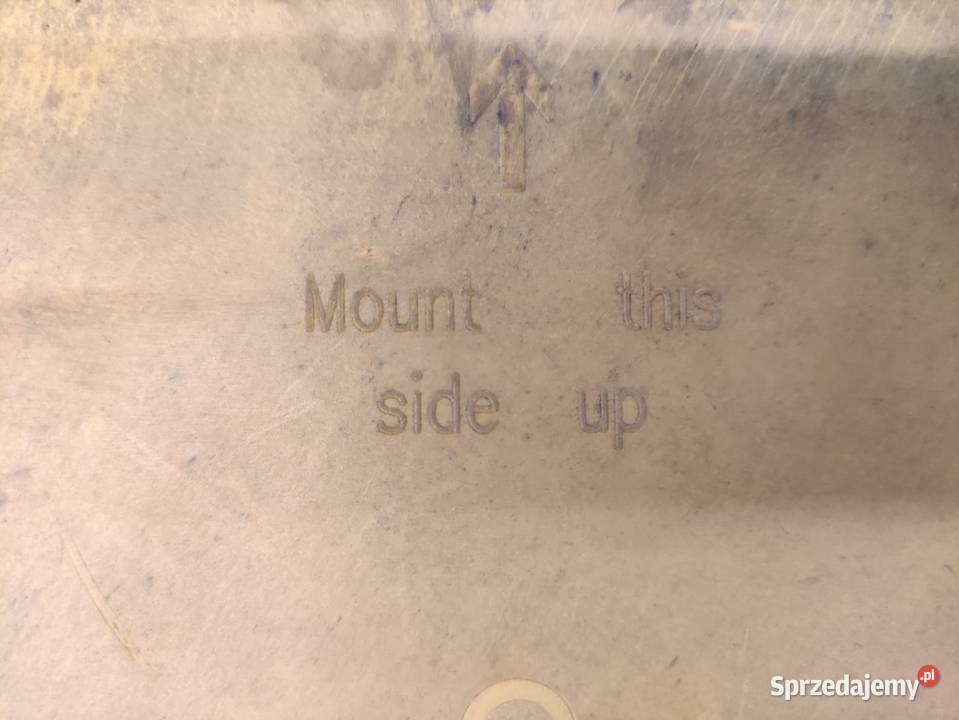 Mount this
side up
Sprzedajemy.pl